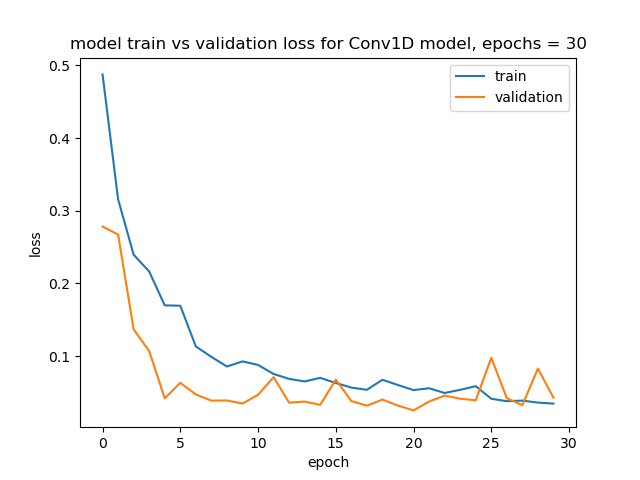 model train vs validation loss for Conv1D model, epochs = 30
train
validation
loss
0.5
0.4
0.3
0.2
0.1
0
5
10
15
20
25
30
epoch